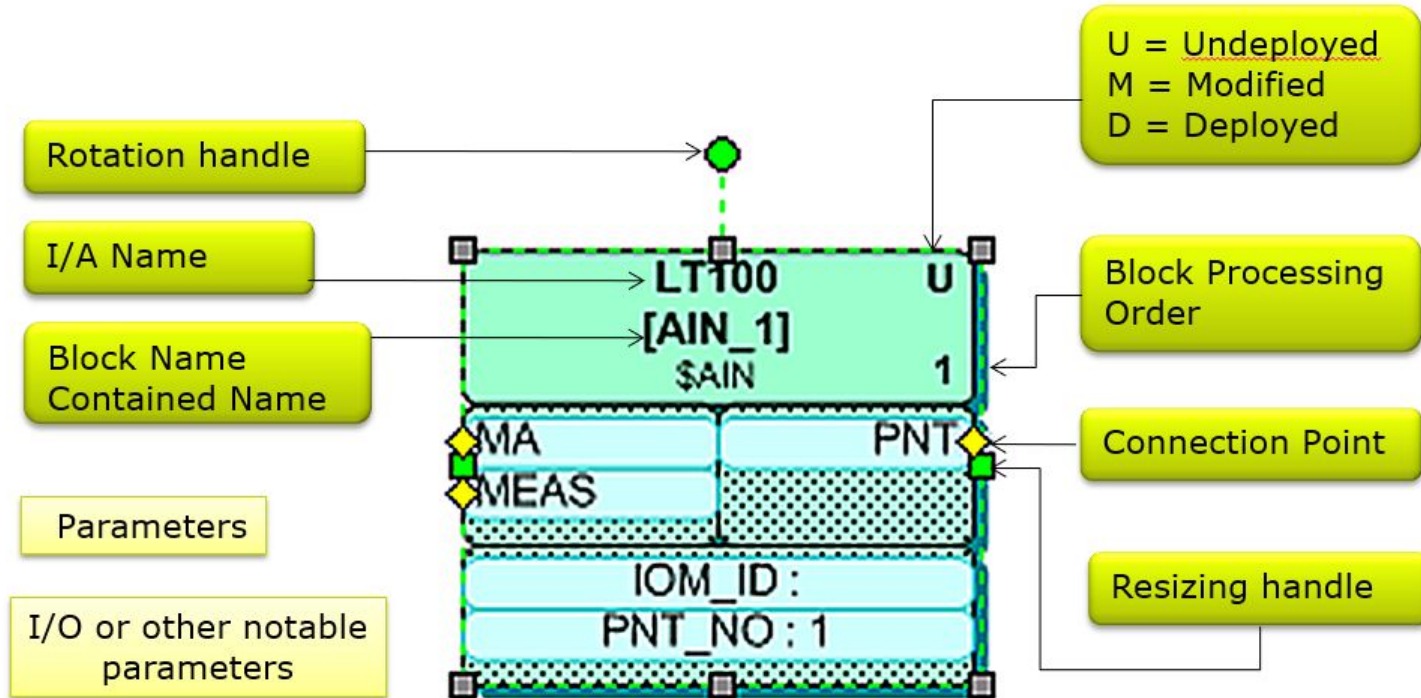 U = Undeployed
M = Modified
D = Deployed
Rotation handle
I/A Name
LT100
U
Block Processing
Order
Block Name
Contained Name
[AIN_1]
$AIN
1
MA
PNT
Connection Point
MEAS
Parameters
IOM_ID :
Resizing handle
I/O or other notable
parameters
PNT_NO : 1